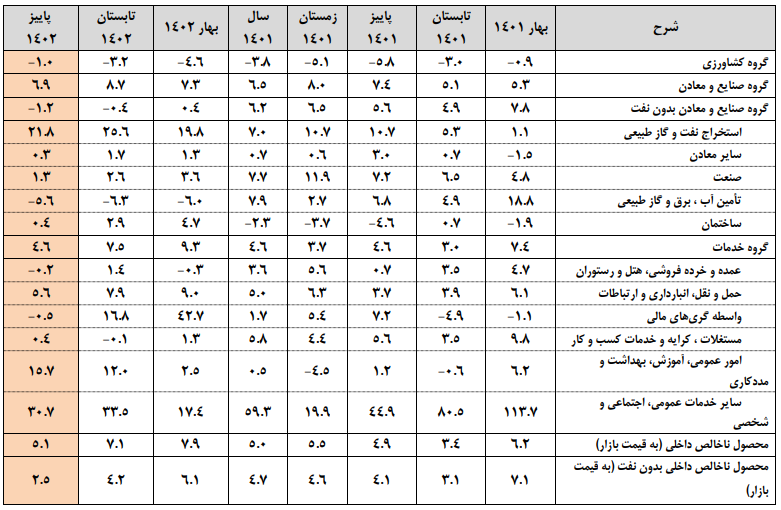 شرح | بهار ۱۴۰۱ | تابستان ۱۴۰۱ | پاییز ۱۴۰۱ | زمستان ۱۴۰۱ | سال ۱۴۰۱ | بهار ۱۴۰۲ | تابستان ۱۴۰۲ | پاییز ۱۴۰۲
گروه کشاورزی | −۰.۹ | −۳.۰ | −۵.۸ | −۵.۱ | −۳.۸ | −۴.۶ | −۳.۲ | −۱.۰
گروه صنایع و معادن | ۵.۳ | ۵.۱ | ۷.۴ | ۸.۰ | ۶.۵ | ۷.۳ | ۸.۷ | ۶.۹
گروه صنایع و معادن بدون نفت | ۷.۸ | ۴.۹ | ۵.۶ | ۶.۵ | ۶.۲ | ۰.۴ | −۰.۴ | −۱.۲
استخراج نفت و گاز طبیعی | ۱.۱ | ۵.۳ | ۱۰.۷ | ۱۰.۷ | ۷.۰ | ۱۹.۸ | ۲۵.۶ | ۲۱.۸
سایر معادن | −۱.۵ | ۰.۷ | ۳.۰ | ۰.۶ | ۰.۷ | ۱.۳ | ۱.۷ | ۰.۳
صنعت | ۴.۸ | ۶.۵ | ۷.۲ | ۱۱.۹ | ۷.۷ | ۳.۶ | ۲.۶ | ۱.۳
تأمین آب ، برق و گاز طبیعی | ۱۸.۸ | ۴.۹ | ۶.۸ | ۲.۷ | ۷.۹ | −۶.۰ | −۶.۳ | −۵.۶
ساختمان | −۱.۹ | ۰.۷ | −۴.۶ | −۳.۷ | −۲.۳ | ۴.۷ | ۲.۹ | ۰.۴
گروه خدمات | ۷.۴ | ۳.۰ | ۴.۶ | ۳.۷ | ۴.۶ | ۹.۳ | ۷.۵ | ۴.۶
عمده و خرده فروشی، هتل و رستوران | ۴.۷ | ۳.۵ | ۰.۷ | ۵.۶ | ۳.۶ | −۰.۳ | ۱.۴ | −۰.۲
حمل و نقل، انبارداری و ارتباطات | ۶.۱ | ۳.۹ | ۳.۷ | ۶.۳ | ۵.۰ | ۹.۰ | ۷.۹ | ۵.۶
واسطه گری‌های مالی | −۱.۱ | −۴.۹ | ۷.۲ | ۵.۴ | ۱.۷ | ۴۲.۷ | ۱۶.۸ | −۰.۵
مستغلات ، کرایه و خدمات کسب و کار | ۹.۸ | ۳.۵ | ۵.۶ | ۴.۴ | ۵.۸ | ۱.۳ | −۰.۱ | ۰.۴
امور عمومی، آموزش، بهداشت و
مددکاری | ۶.۲ | −۰.۶ | ۱.۲ | −۴.۵ | ۰.۵ | ۲.۵ | ۱۲.۰ | ۱۵.۷
سایر خدمات عمومی، اجتماعی و
شخصی | ۱۱۳.۷ | ۸۰.۵ | ۴۴.۹ | ۱۹.۹ | ۵۹.۳ | ۱۷.۴ | ۳۳.۵ | ۳۰.۷
محصول ناخالص داخلی (به قیمت بازار) | ۶.۲ | ۳.۴ | ۴.۹ | ۵.۵ | ۵.۰ | ۷.۹ | ۷.۱ | ۵.۱
محصول ناخالص داخلی بدون نفت (به قیمت
بازار) | ۷.۱ | ۳.۱ | ۴.۱ | ۴.۶ | ۴.۷ | ۶.۱ | ۴.۲ | ۲.۵